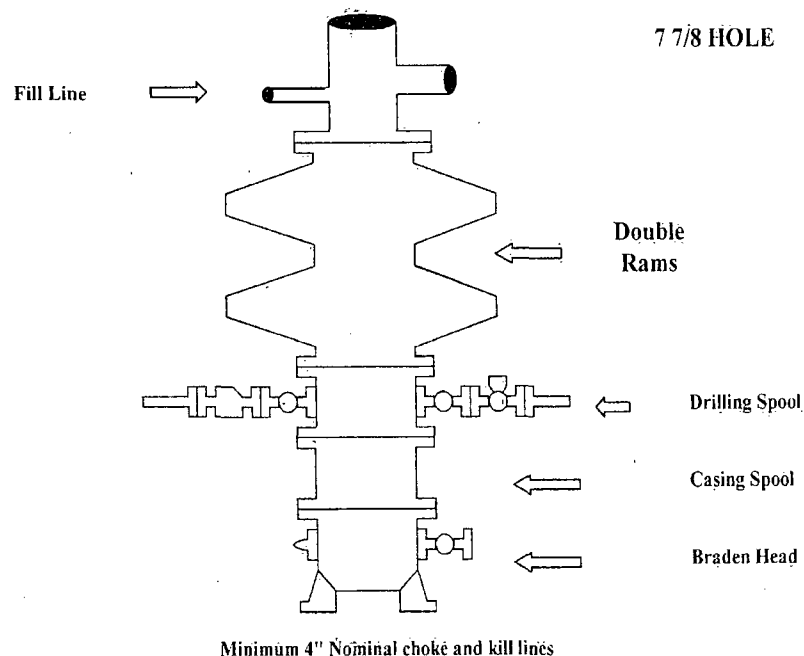 7 7/8 HOLE
Fill Line
Double
Rams
Drilling Spool
Casing Spool
Braden Head
Minimum 4" Nominal choke and kill lines